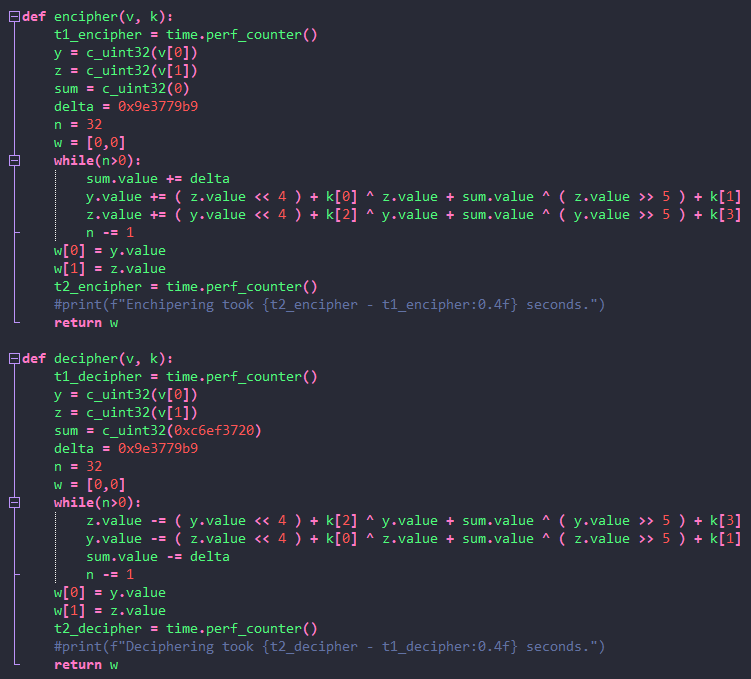 def encipher(v, k):
    t1_encipher = time.perf_counter()
    y = c_uint32(v[0])
    z = c_uint32(v[1])
    sum = c_uint32(0)
    delta = 0x9e3779b9
    n = 32
    w = [0,0]
    while(n>0):
        sum.value += delta
        y.value += ( z.value << 4 ) + k[0] ^ z.value + sum.value ^ ( z.value >> 5 ) + k[1]
        z.value += ( y.value << 4 ) + k[2] ^ y.value + sum.value ^ ( y.value >> 5 ) + k[3]
        n -= 1
    w[0] = y.value
    w[1] = z.value
    t2_encipher = time.perf_counter()
    #print(f"Enchipering took {t2_encipher - t1_encipher:0.4f} seconds.")
    return w

def decipher(v, k):
    t1_decipher = time.perf_counter()
    y = c_uint32(v[0])
    z = c_uint32(v[1])
    sum = c_uint32(0xc6ef3720)
    delta = 0x9e3779b9
    n = 32
    w = [0,0]
    while(n>0):
        z.value -= ( y.value << 4 ) + k[2] ^ y.value + sum.value ^ ( y.value >> 5 ) + k[3]
        y.value -= ( z.value << 4 ) + k[0] ^ z.value + sum.value ^ ( z.value >> 5 ) + k[1]
        sum.value -= delta
        n -= 1
    w[0] = y.value
    w[1] = z.value
    t2_decipher = time.perf_counter()
    #print(f"Deciphering took {t2_decipher - t1_decipher:0.4f} seconds.")
    return w